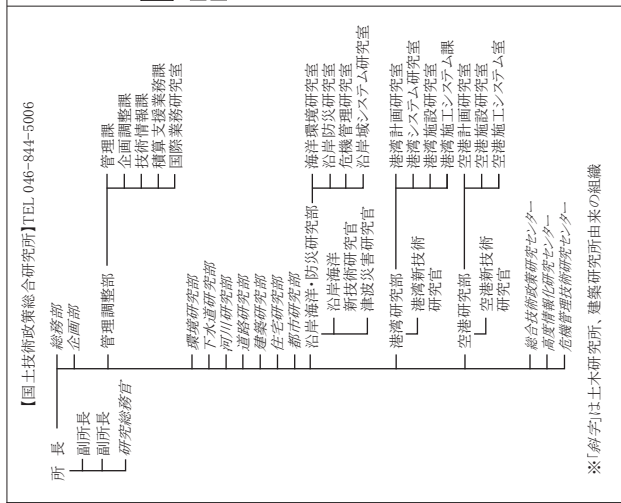 【国土技術政策総合研究所】TEL 046-844-5006
所 長
副所長
副所長
研究総務官
総務部
企画部
管理調整部
管理課
企画調整課
技術情報課
積算支援業務課
国際業務研究室
環境研究部
下水道研究部
河川研究部
道路研究部
建築研究部
住宅研究部
都市研究部
沿岸海洋・防災研究部
沿岸海洋
新技術研究官
津波災害研究官
海洋環境研究室
沿岸防災研究室
危機管理研究室
沿岸域システム研究室
港湾研究部
港湾新技術
研究官
港湾計画研究室
港湾システム研究室
港湾施設研究室
港湾施工システム課
空港研究部
空港新技術
研究官
空港計画研究室
空港施設研究室
空港施工システム室
総合技術政策研究センター
高度情報化研究センター
危機管理技術研究センター
※「斜字」は土木研究所、建築研究所由来の組織